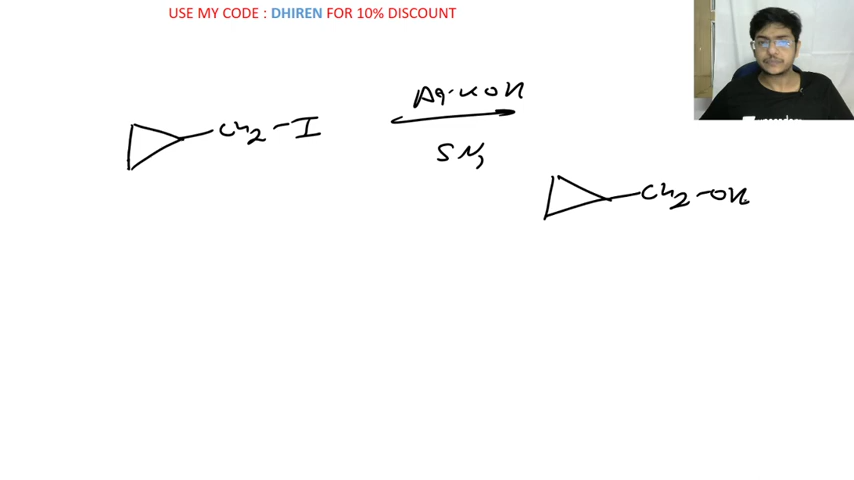 USE MY CODE : DHIREN FOR 10% DISCOUNT
Aq·KOH
CH2-I
SN1
CH2-OH